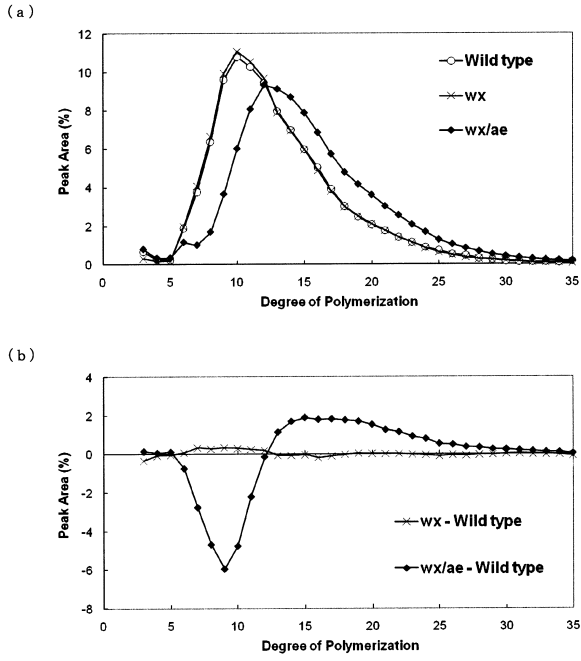 (a)
12
10
8
6
4
2
0
Peak Area (%)
Wild type
wx
wx/ae
0 5 10 15 20 25 30 35
Degree of Polymerization
(b)
4
2
0
-2
-4
-6
-8
Peak Area (%)
wx - Wild type
wx/ae - Wild type
0 5 10 15 20 25 30 35
Degree of Polymerization